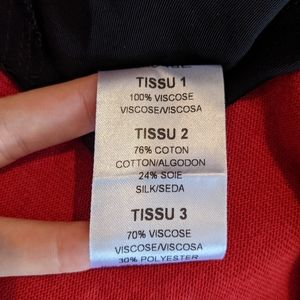 TISSU 1
100% VISCOSE
VISCOSE/VISCOSA
TISSU 2
76% COTON
COTTON/ALGODON
24% SOIE
SILK/SEDA
TISSU 3
70% VISCOSE
VISCOSE/VISCOSA
30% POLYESTER